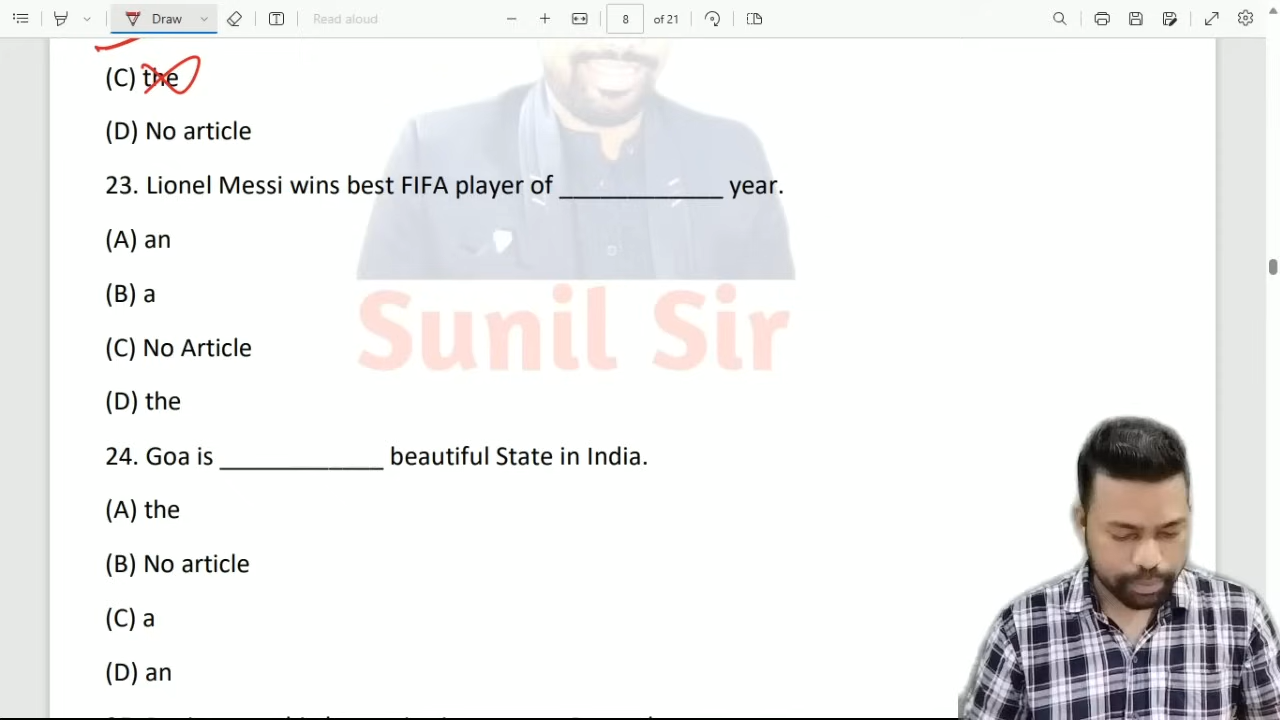 Draw
Read aloud
8
of 21
(C) the
(D) No article
23. Lionel Messi wins best FIFA player of _____________ year.
(A) an
(B) a
(C) No Article
(D) the
24. Goa is _____________ beautiful State in India.
(A) the
(B) No article
(C) a
(D) an
Sunil Sir